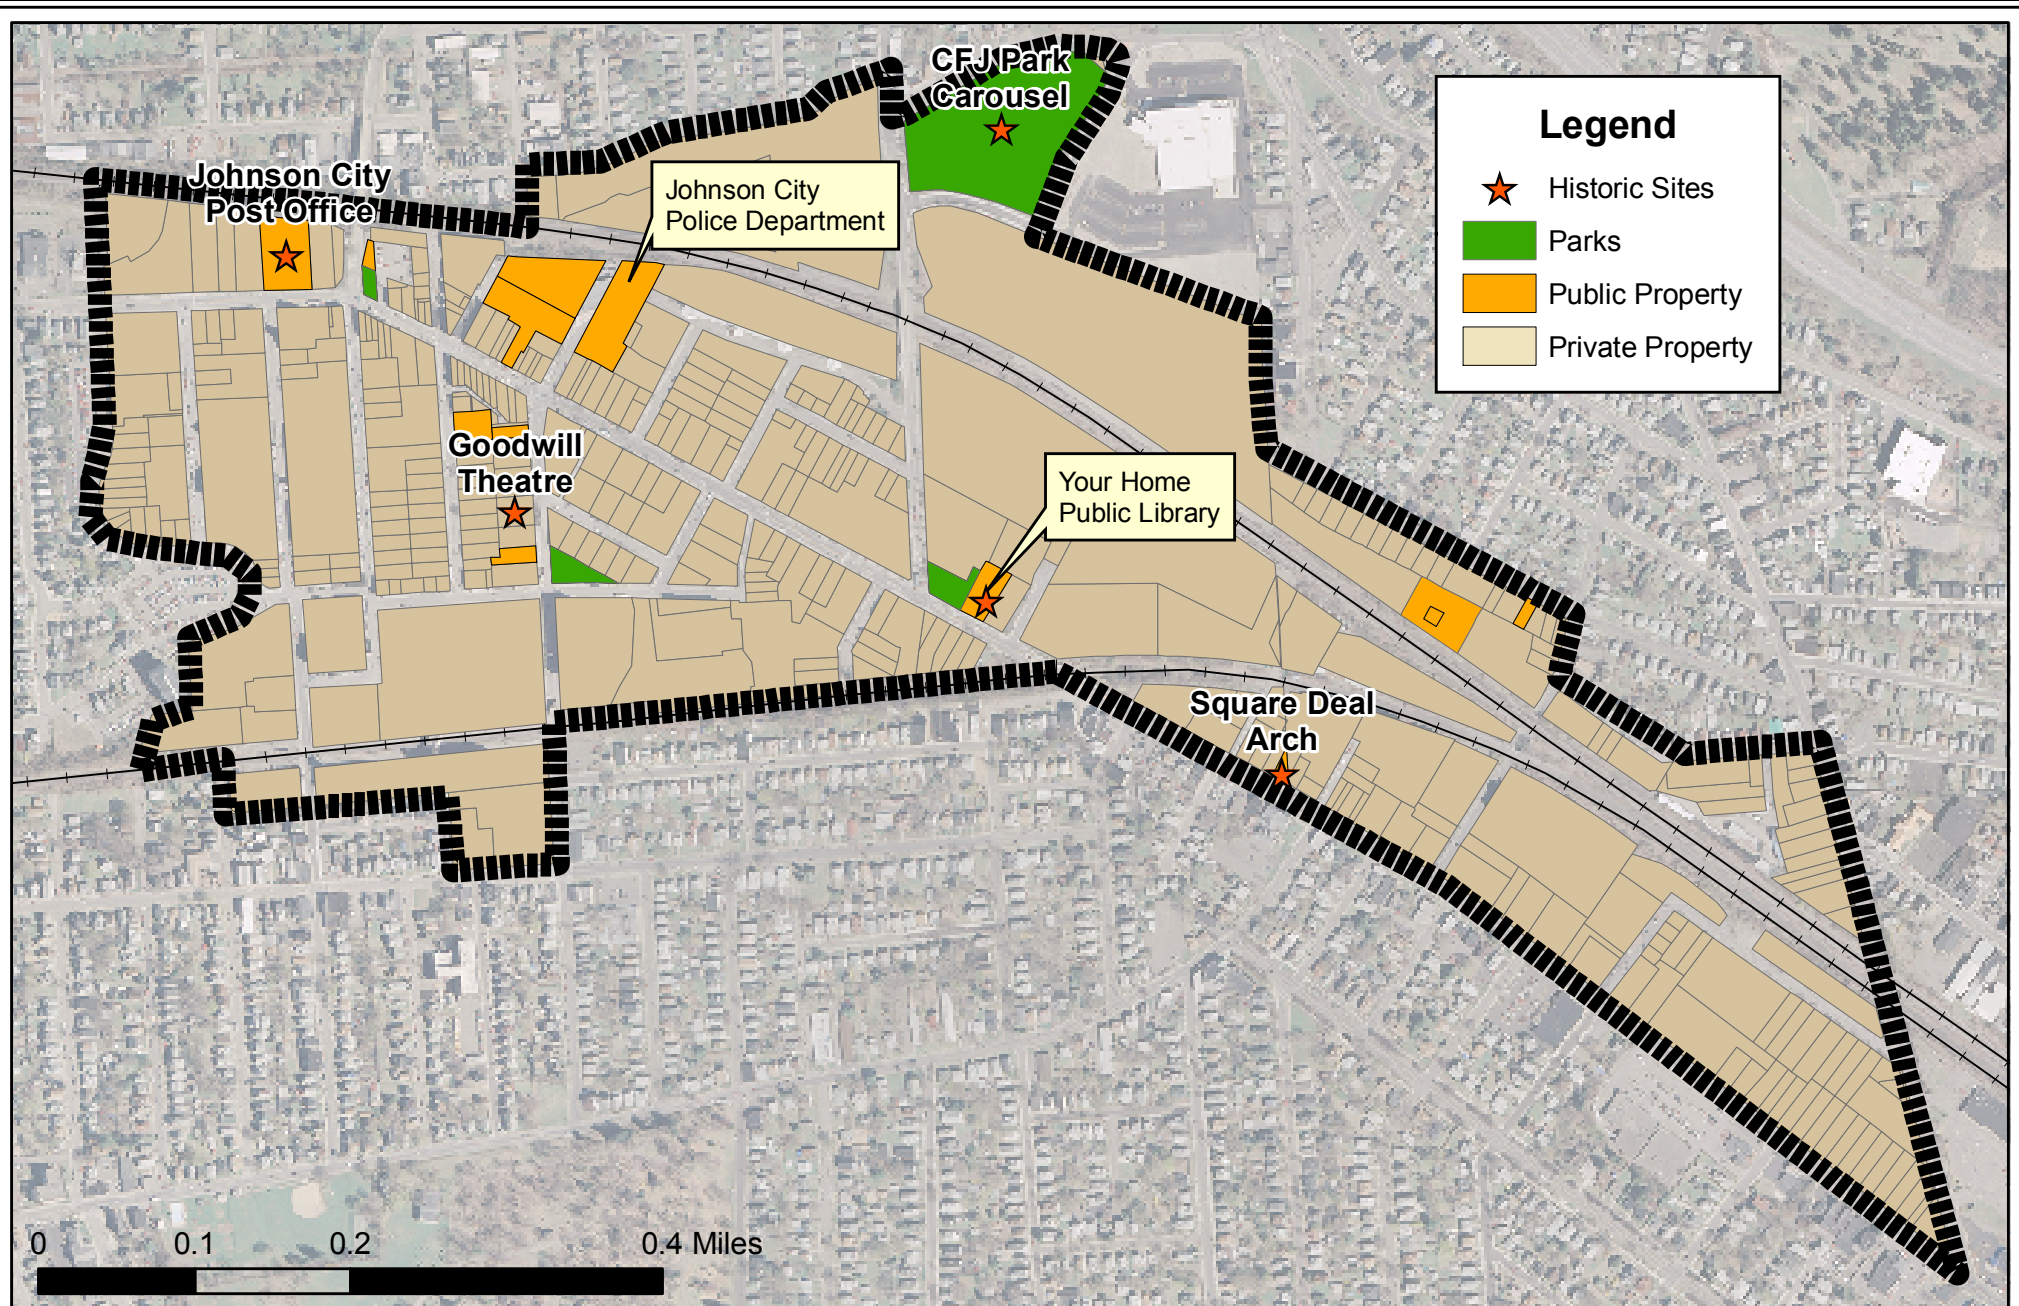 CFJ Park
Carousel
Johnson City
Post Office
Johnson City
Police Department
Goodwill
Theatre
Your Home
Public Library
Square Deal
Arch
Legend
Historic Sites
Parks
Public Property
Private Property
0 0.1 0.2 0.4 Miles